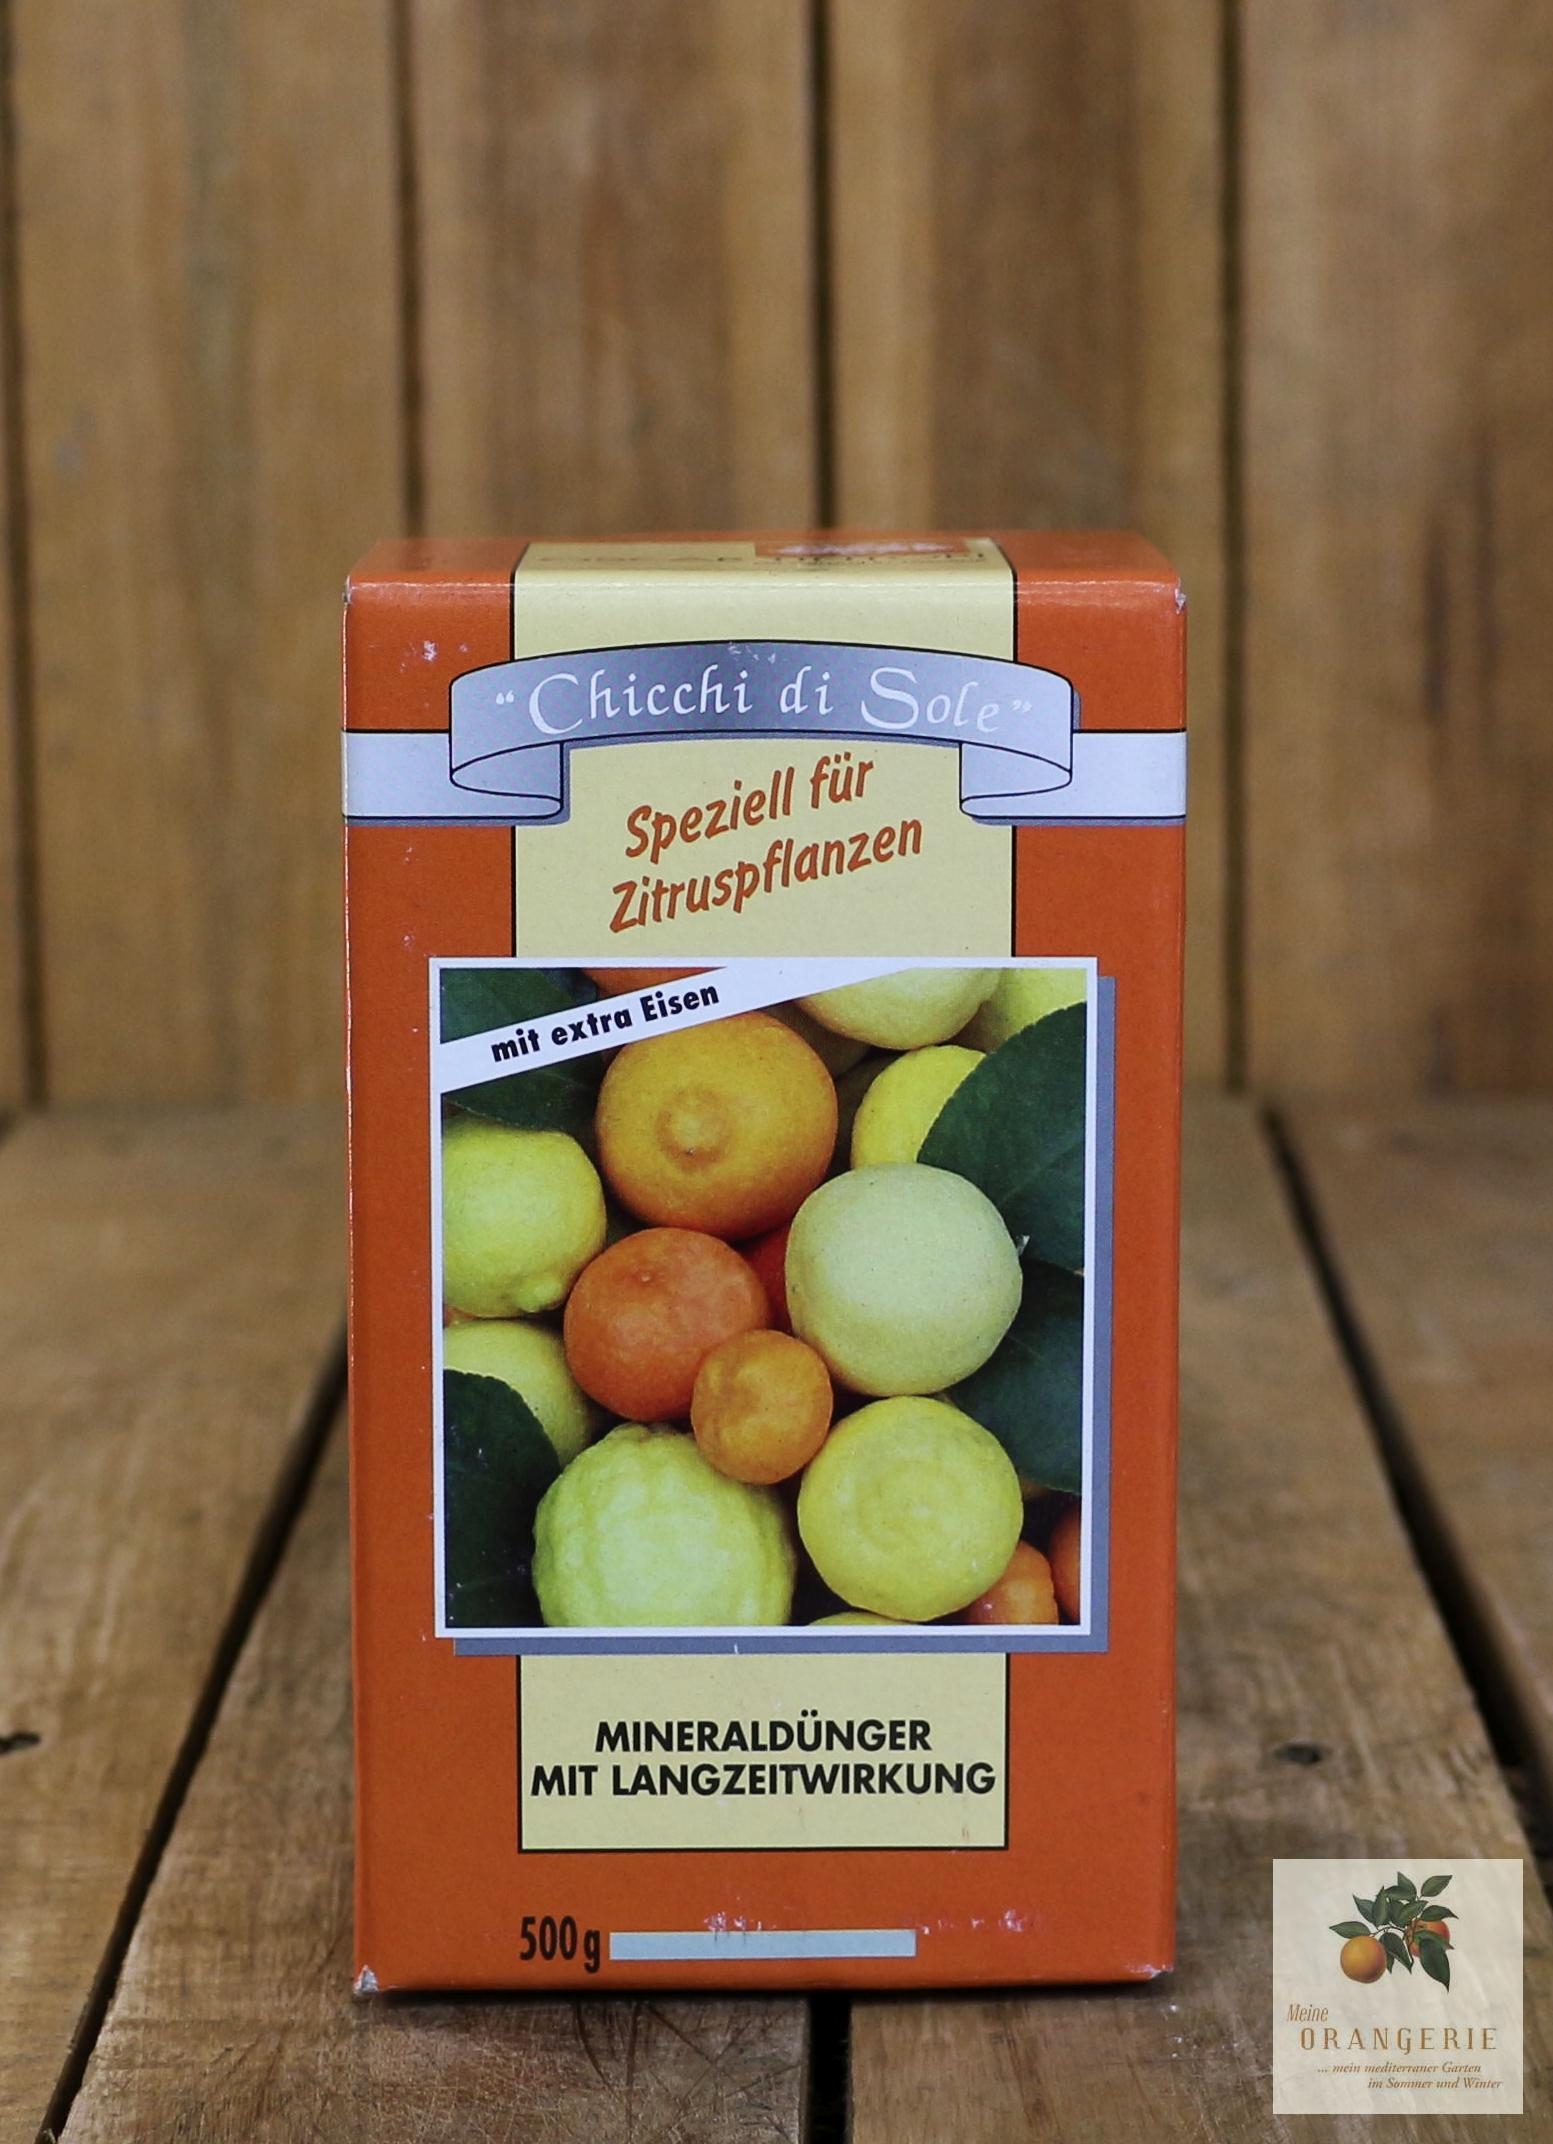 “Chicchi di Sole”
Speziell für
Zitruspflanzen
mit extra Eisen
MINERALDÜNGER
MIT LANGZEITWIRKUNG
500 g
Meine
ORANGERIE
... mein mediterraner Garten
im Sommer und Winter